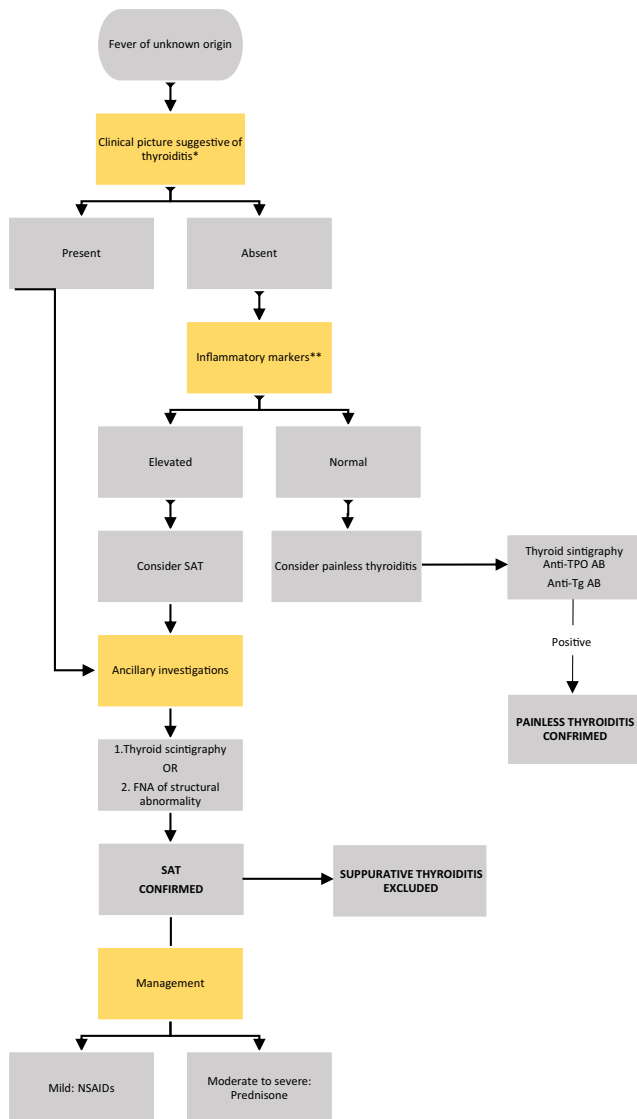 Fever of unknown origin
Clinical picture suggestive of
thyroiditis*
Present
Absent
Inflammatory markers**
Elevated
Normal
Consider SAT
Consider painless thyroiditis
Thyroid sintigraphy
Anti-TPO AB
Anti-Tg AB
Positive
Ancillary investigations
PAINLESS THYROIDITIS
CONFRIMED
1.Thyroid scintigraphy
OR
2. FNA of structural
abnormality
SAT
CONFIRMED
SUPPURATIVE THYROIDITIS
EXCLUDED
Management
Mild: NSAIDs
Moderate to severe:
Prednisone